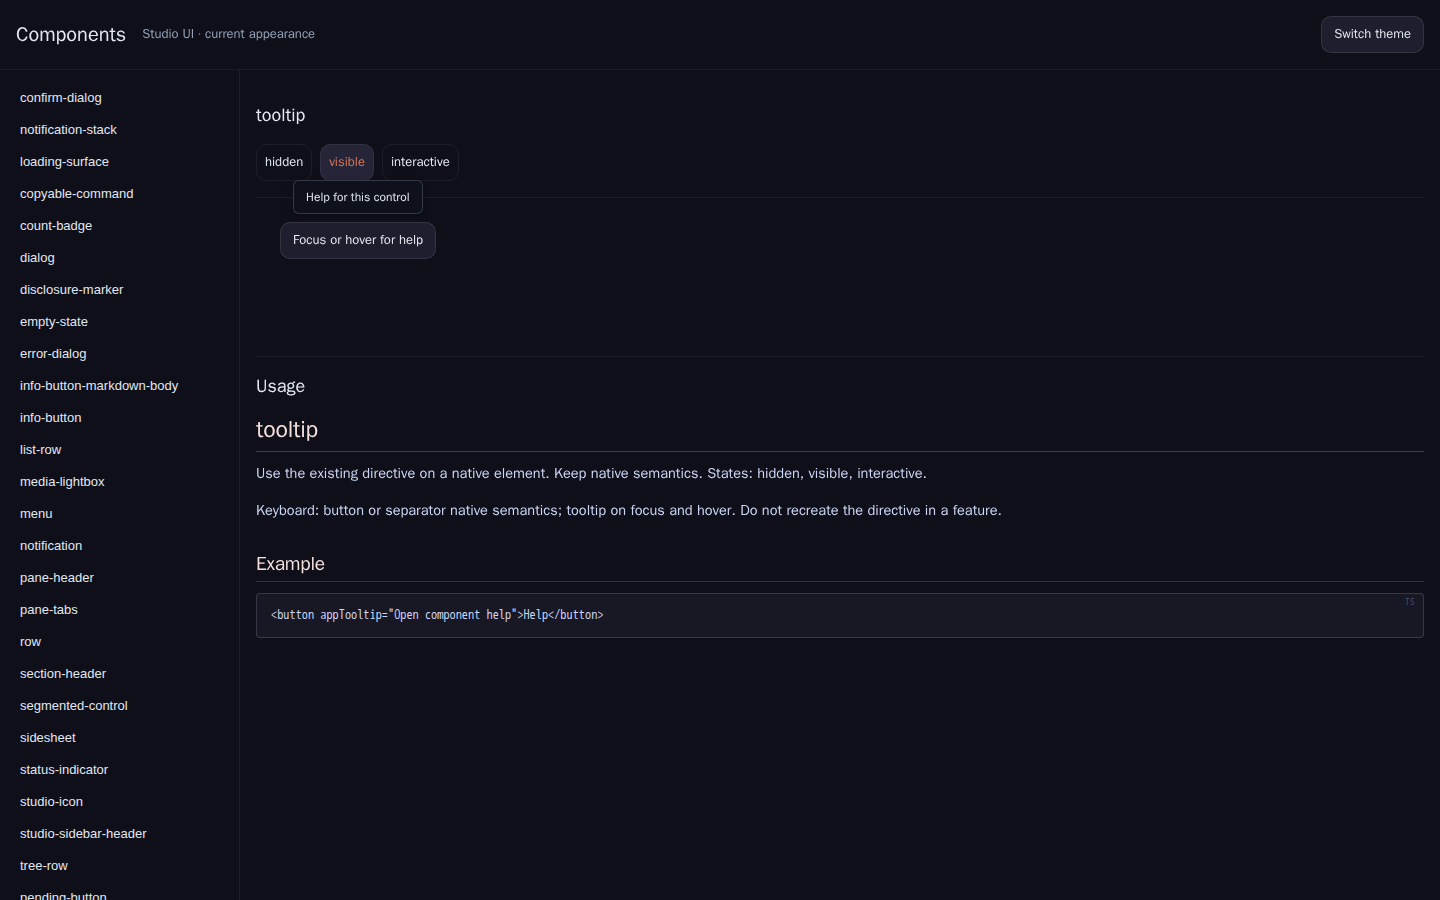 Components
Studio UI · current appearance
Switch theme
confirm-dialog
notification-stack
loading-surface
copyable-command
count-badge
dialog
disclosure-marker
empty-state
error-dialog
info-button-markdown-body
info-button
list-row
media-lightbox
menu
notification
pane-header
pane-tabs
row
section-header
segmented-control
sidesheet
status-indicator
studio-icon
studio-sidebar-header
tree-row
pending-button
tooltip
hidden
visible
interactive
Help for this control
Focus or hover for help
Usage
tooltip
Use the existing directive on a native element. Keep native semantics. States: hidden, visible, interactive.
Keyboard: button or separator native semantics; tooltip on focus and hover. Do not recreate the directive in a feature.
Example
TS
<button appTooltip="Open component help">Help</button>